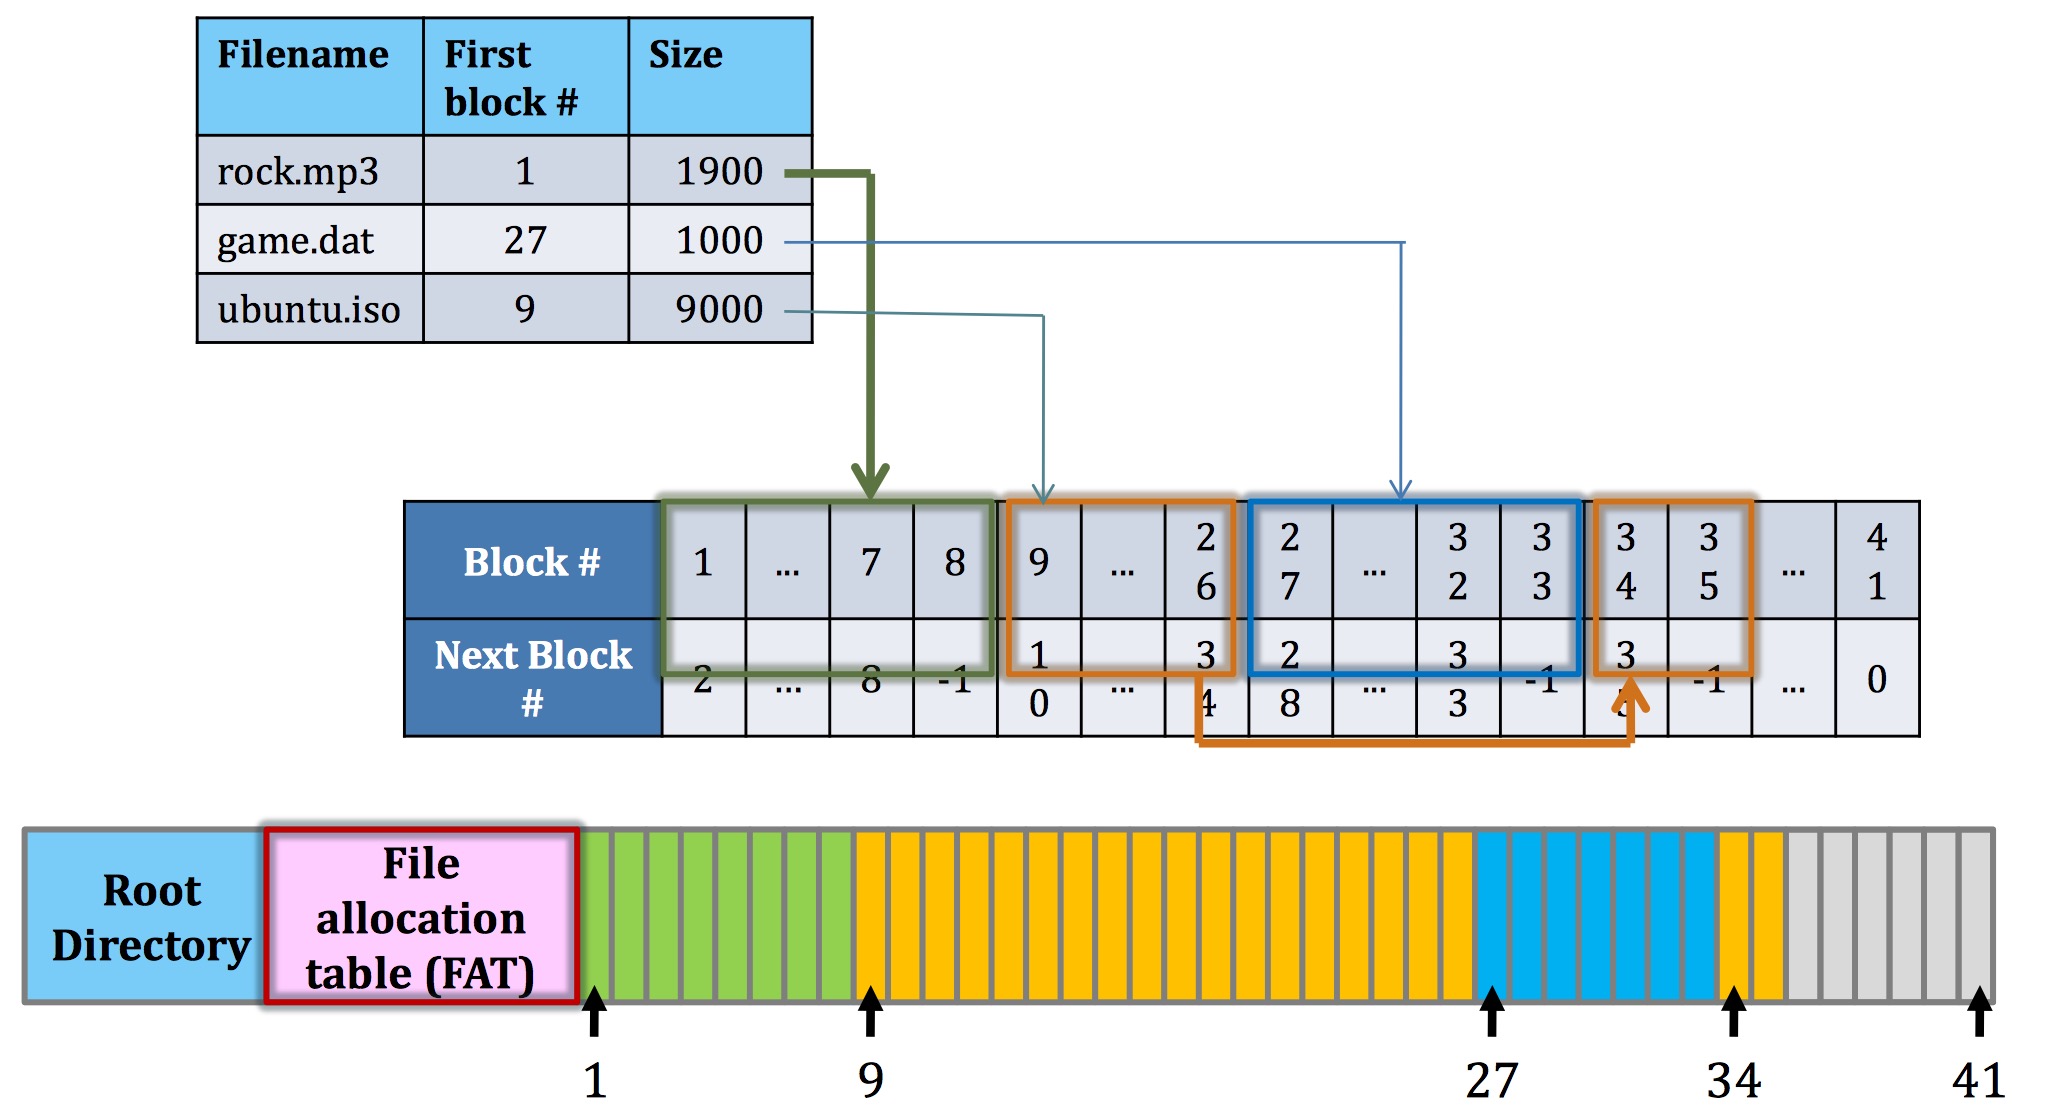 Filename First block # Size
rock.mp3 1 1900
game.dat 27 1000
ubuntu.iso 9 9000
Block # 1 ... 7 8 9 ... 26 27 ... 32 33 34 35 ... 41
Next Block # 2 ... 8 -1 10 ... 34 28 ... 33 -1 35 -1 ... 0
Root Directory
File allocation table (FAT)
1 9 27 34 41